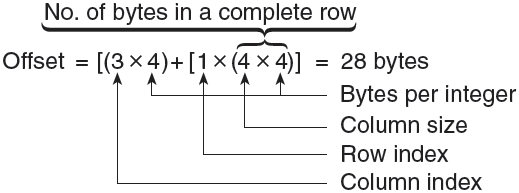 No. of bytes in a complete row
Offset = [(3 × 4)+[1 × (4 × 4)] = 28 bytes
Bytes per integer
Column size
Row index
Column index